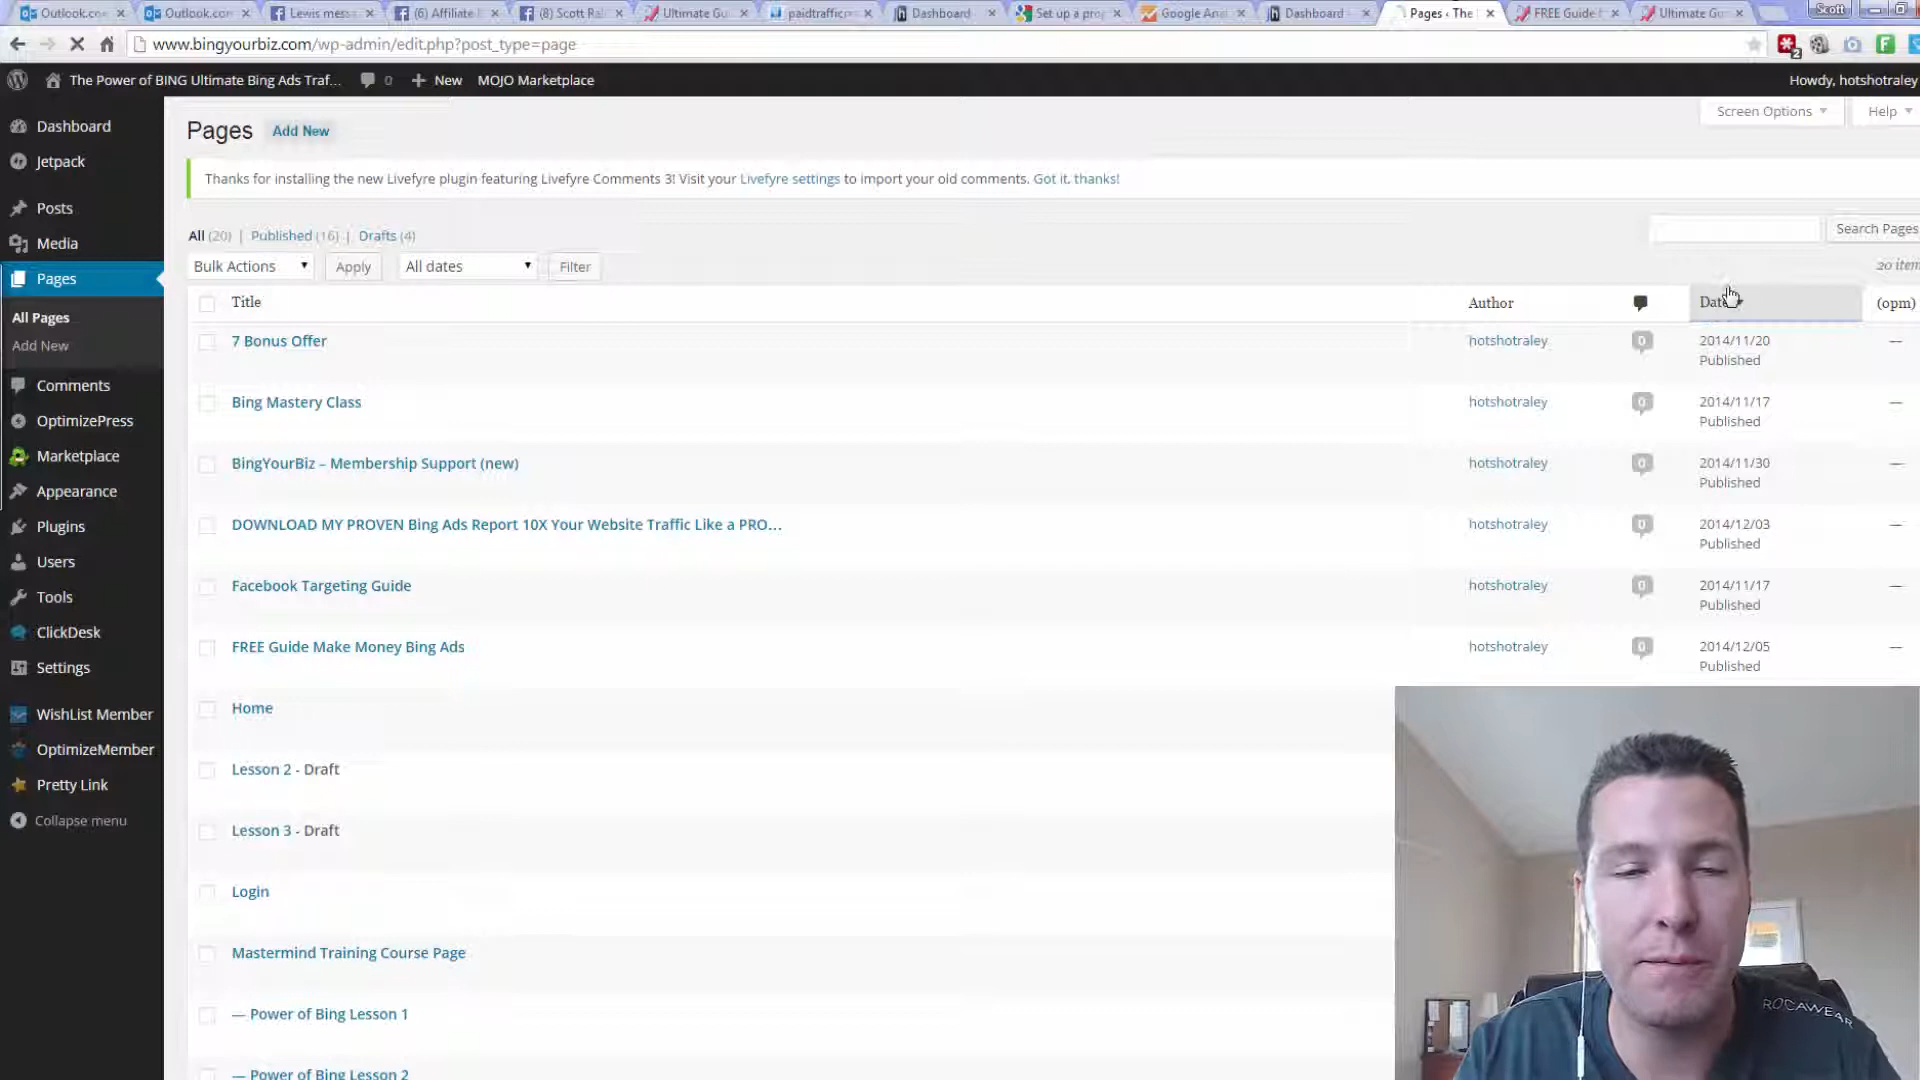 Outlook.co Outlook.co Lewis mes (6) Affiliate (8) Scott Ra Ultimate Gu paidtrafficm Dashboard Set up a pro Google Ana Dashboard Pages ‹ The FREE Guide Ultimate Gu Scott
www.bingyourbiz.com/wp-admin/edit.php?post_type=page
The Power of BING Ultimate Bing Ads Traf... 0 New MOJO Marketplace Howdy, hotshotraley
Screen Options Help
Pages Add New
Thanks for installing the new Livefyre plugin featuring Livefyre Comments 3! Visit your Livefyre settings to import your old comments. Got it, thanks!
All (20) | Published (16) | Drafts (4)
Search Pages
Bulk Actions Apply All dates Filter
20 item
Title Author Date (opm)
7 Bonus Offer hotshotraley 0 2014/11/20 —
Published
Bing Mastery Class hotshotraley 0 2014/11/17 —
Published
BingYourBiz – Membership Support (new) hotshotraley 0 2014/11/30 —
Published
DOWNLOAD MY PROVEN Bing Ads Report 10X Your Website Traffic Like a PRO... hotshotraley 0 2014/12/03 —
Published
Facebook Targeting Guide hotshotraley 0 2014/11/17 —
Published
FREE Guide Make Money Bing Ads hotshotraley 0 2014/12/05 —
Published
Home
Lesson 2 - Draft
Lesson 3 - Draft
Login
Mastermind Training Course Page
— Power of Bing Lesson 1
— Power of Bing Lesson 2
Dashboard
Jetpack
Posts
Media
Pages
All Pages
Add New
Comments
OptimizePress
Marketplace
Appearance
Plugins
Users
Tools
ClickDesk
Settings
WishList Member
OptimizeMember
Pretty Link
Collapse menu
ROCAWEAR